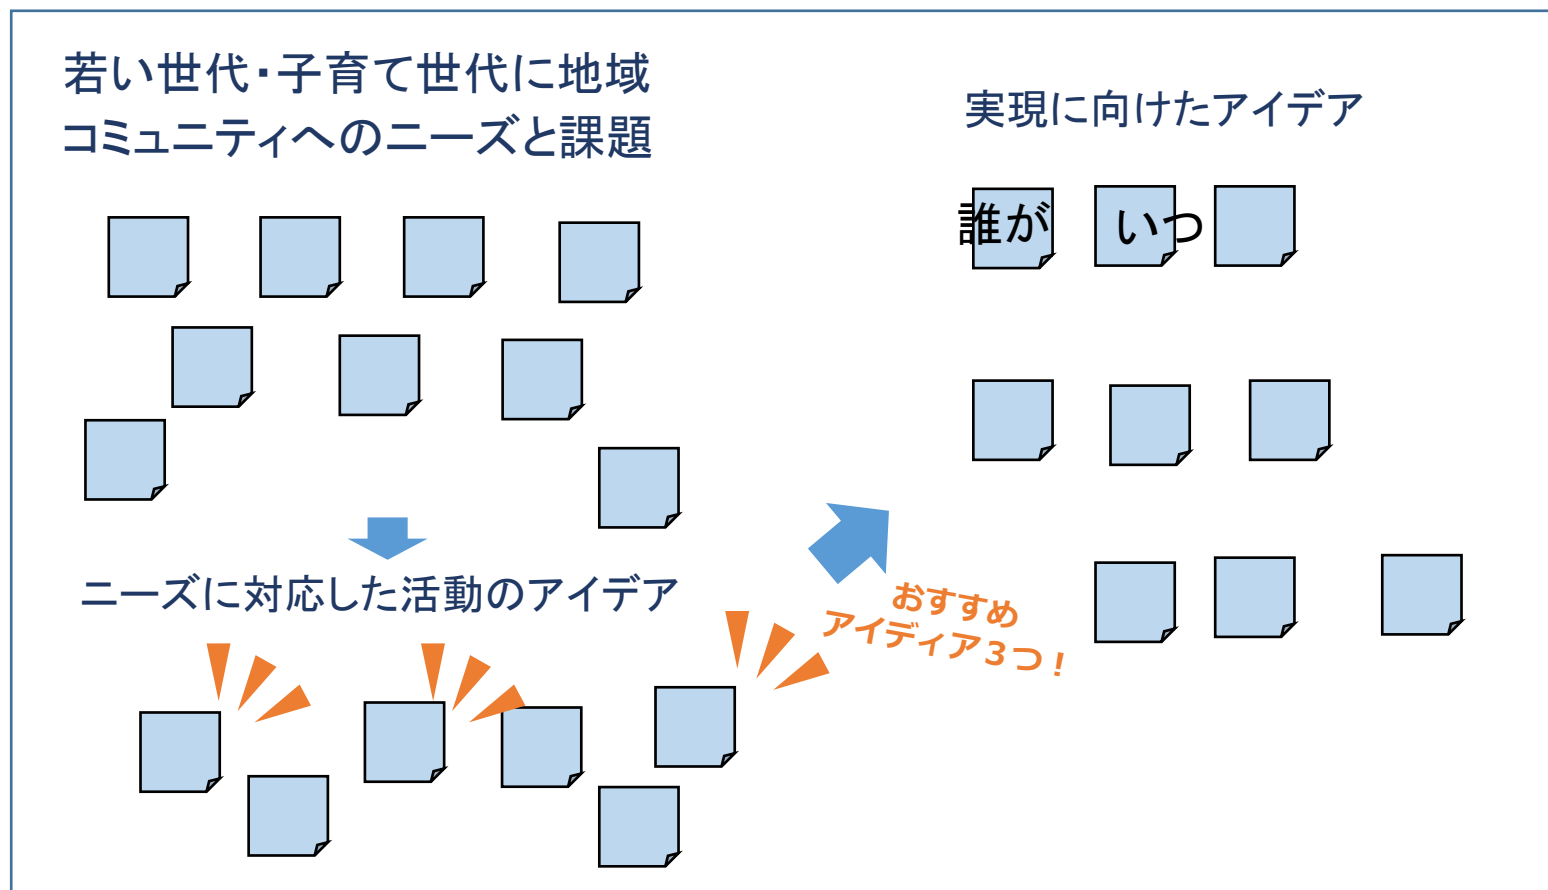 若い世代・子育て世代に地域
コミュニティへのニーズと課題
ニーズに対応した活動のアイデア
おすすめ
アイディア３つ！
実現に向けたアイデア
誰が いつ